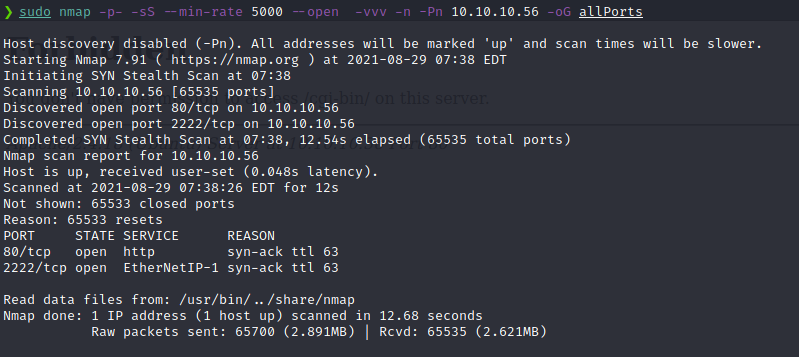 ❯ sudo nmap -p- -sS --min-rate 5000 --open -vvv -n -Pn 10.10.10.56 -oG allPorts
Host discovery disabled (-Pn). All addresses will be marked 'up' and scan times will be slower.
Starting Nmap 7.91 ( https://nmap.org ) at 2021-08-29 07:38 EDT
Initiating SYN Stealth Scan at 07:38
Scanning 10.10.10.56 [65535 ports]
Discovered open port 80/tcp on 10.10.10.56
Discovered open port 2222/tcp on 10.10.10.56
Completed SYN Stealth Scan at 07:38, 12.54s elapsed (65535 total ports)
Nmap scan report for 10.10.10.56
Host is up, received user-set (0.048s latency).
Scanned at 2021-08-29 07:38:26 EDT for 12s
Not shown: 65533 closed ports
Reason: 65533 resets
PORT     STATE SERVICE      REASON
80/tcp   open  http         syn-ack ttl 63
2222/tcp open  EtherNetIP-1 syn-ack ttl 63
Read data files from: /usr/bin/../share/nmap
Nmap done: 1 IP address (1 host up) scanned in 12.68 seconds
Raw packets sent: 65700 (2.891MB) | Rcvd: 65535 (2.621MB)
permission to access /cgi-bin/ on this server.